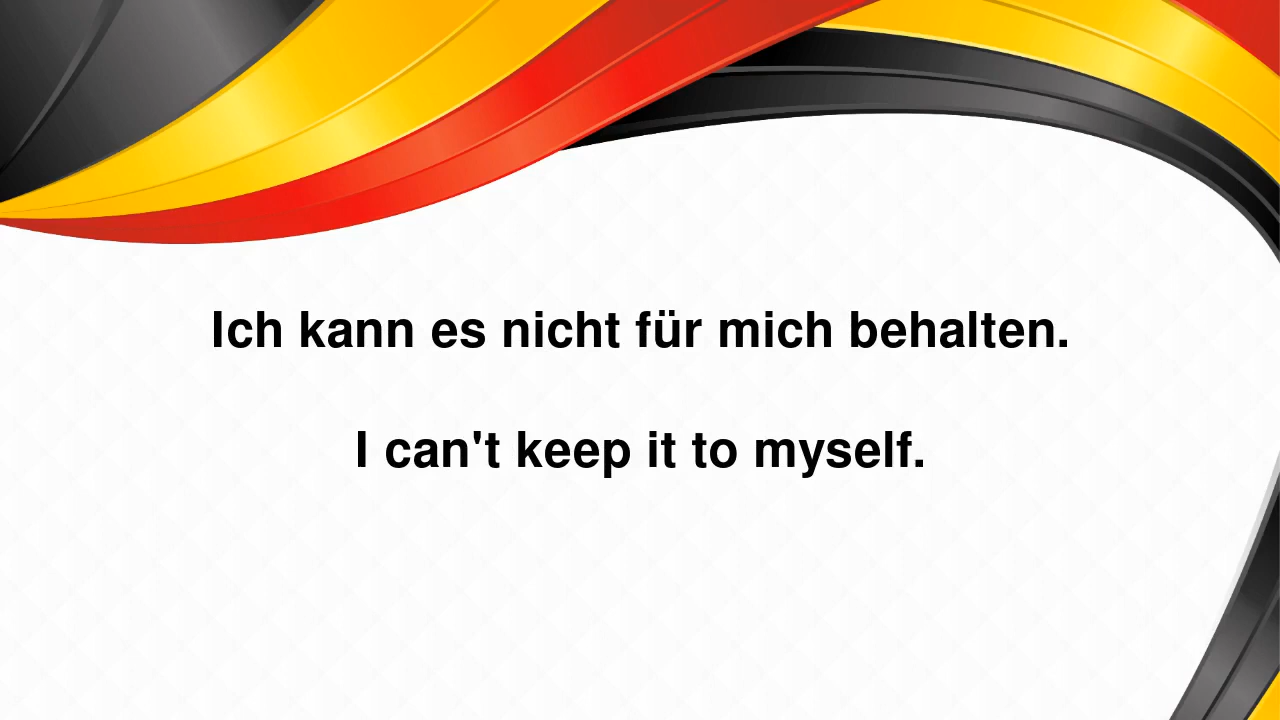 Ich kann es nicht für mich behalten.
I can't keep it to myself.